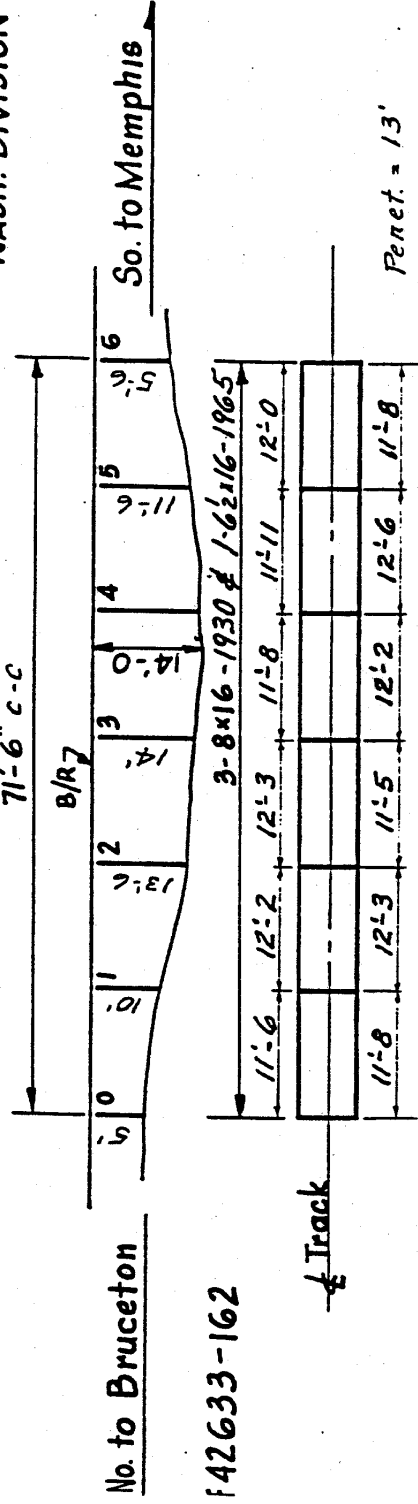 NASH. DIVISION
71'-6" c-c
No. to Bruceton
So. to Memphis
B/R
0 1 2 3 4 5 6
5' 10' 13'-6 14' 14'-0 11'-6 5'-6
F42633-162
3-8x16-1930 & 1-6½x16-1965
11'-6 12'-2 12'-3 11'-8 11'-11 12'-0
℄ Track
11'-8 12'-3 11'-5 12'-2 12'-6 11'-8
Penet. = 13'